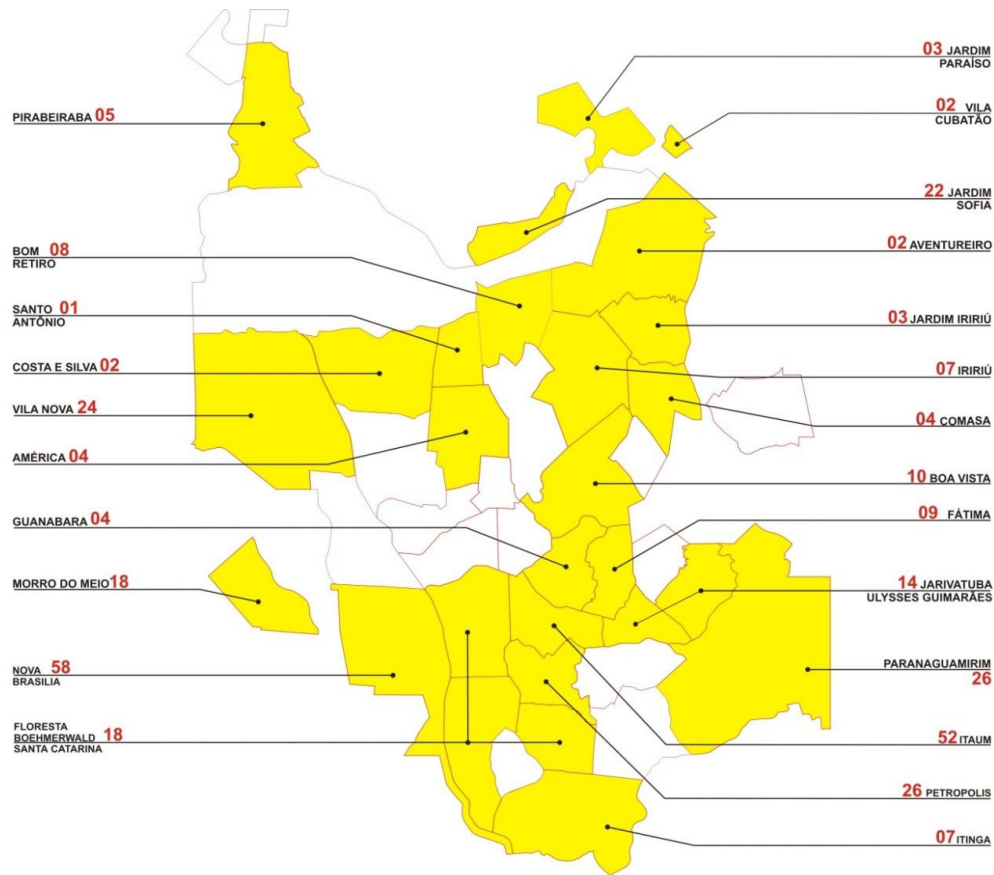 PIRABEIRABA 05
BOM 08
RETIRO
SANTO 01
ANTÔNIO
COSTA E SILVA 02
VILA NOVA 24
AMÉRICA 04
GUANABARA 04
MORRO DO MEIO 18
NOVA 58
BRASILIA
FLORESTA
BOEHMERWALD 18
SANTA CATARINA
03 JARDIM
PARAÍSO
02 VILA
CUBATÃO
22 JARDIM
SOFIA
02 AVENTUREIRO
03 JARDIM IRIRIÚ
07 IRIRIÚ
04 COMASA
10 BOA VISTA
09 FÁTIMA
14 JARIVATUBA
ULYSSES GUIMARÃES
PARANAGUAMIRIM
26
52 ITAUM
26 PETROPOLIS
07 ITINGA